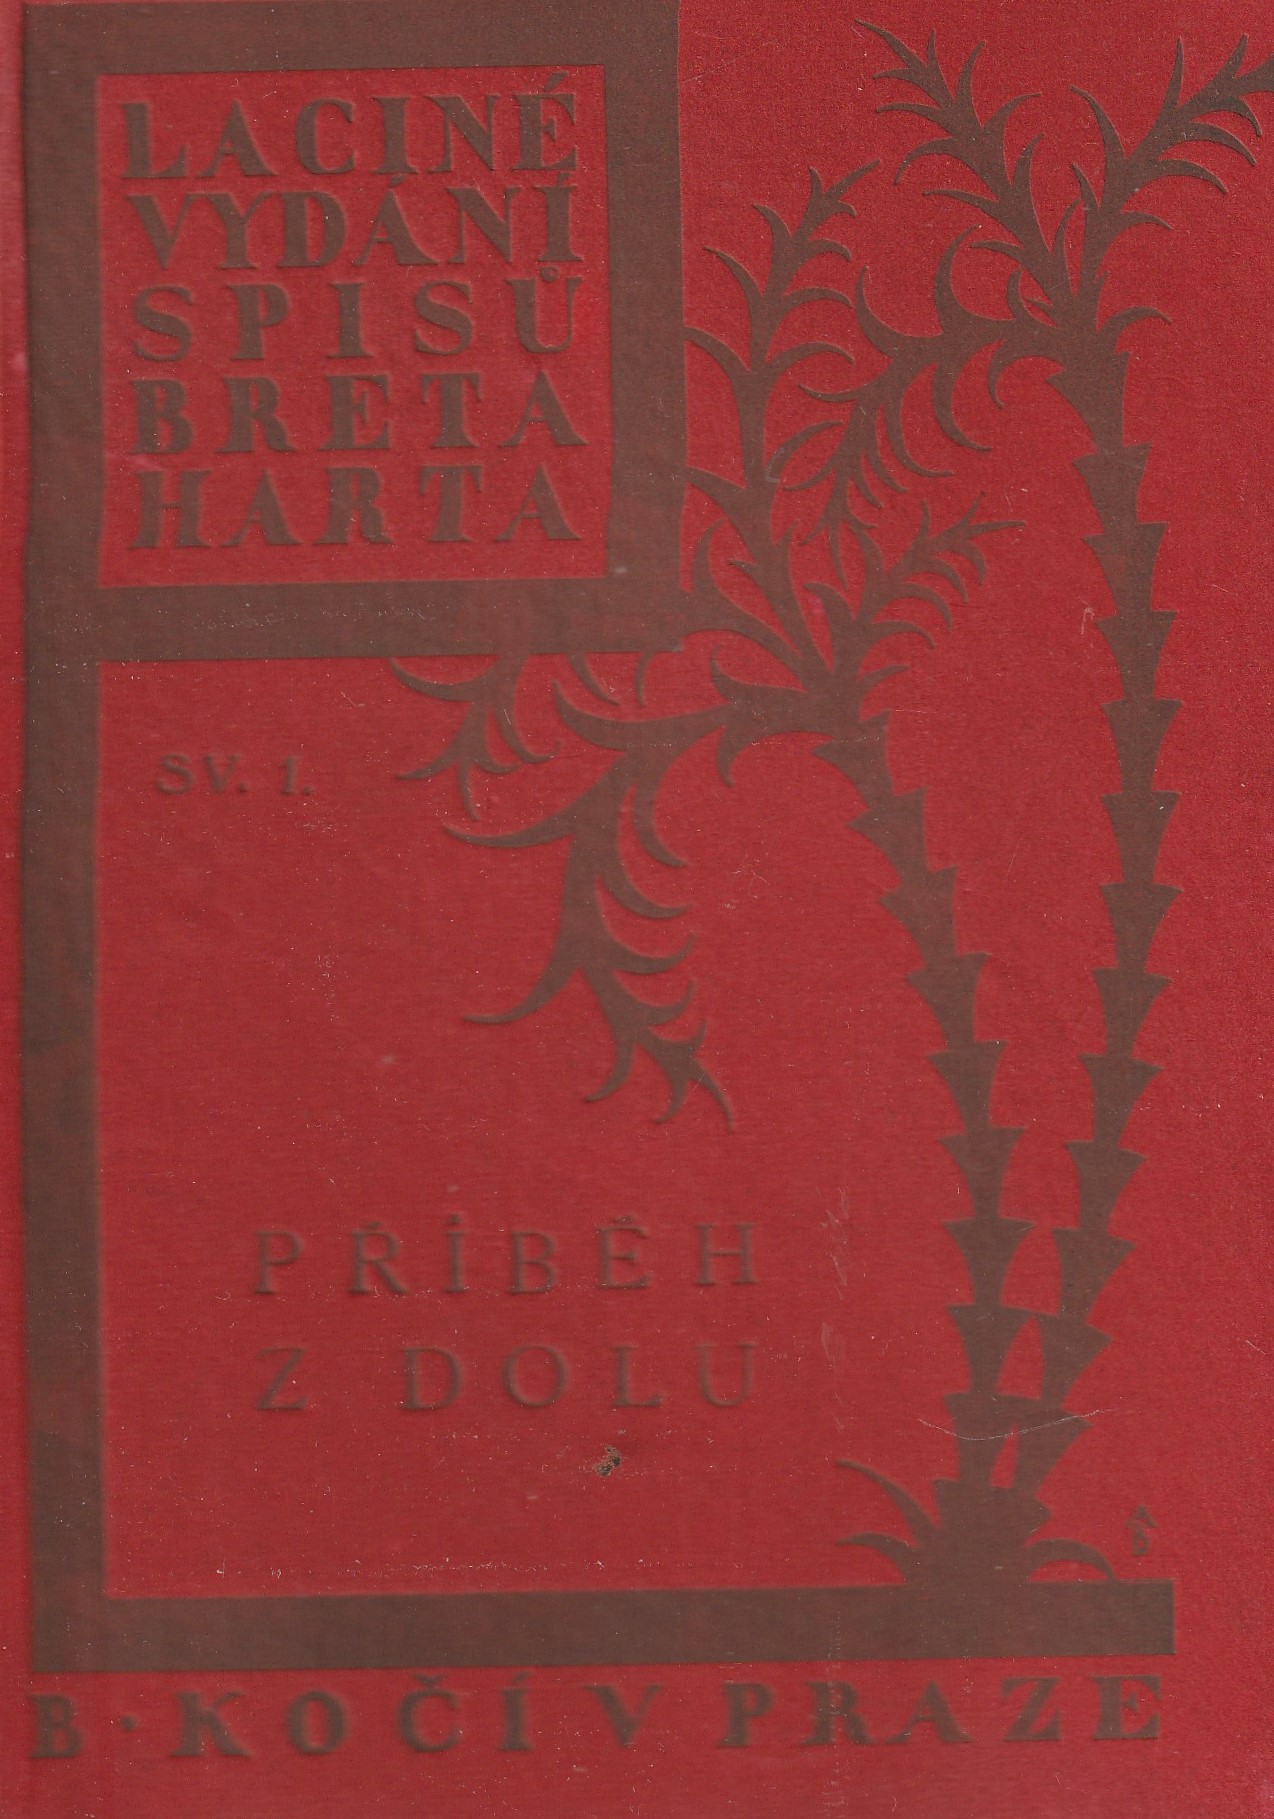 LACINÉ
VYDÁNÍ
SPISŮ
BRETA
HARTA
SV. 1.
PŘÍBĚH
Z DOLU
B·KOČÍ V PRAZE